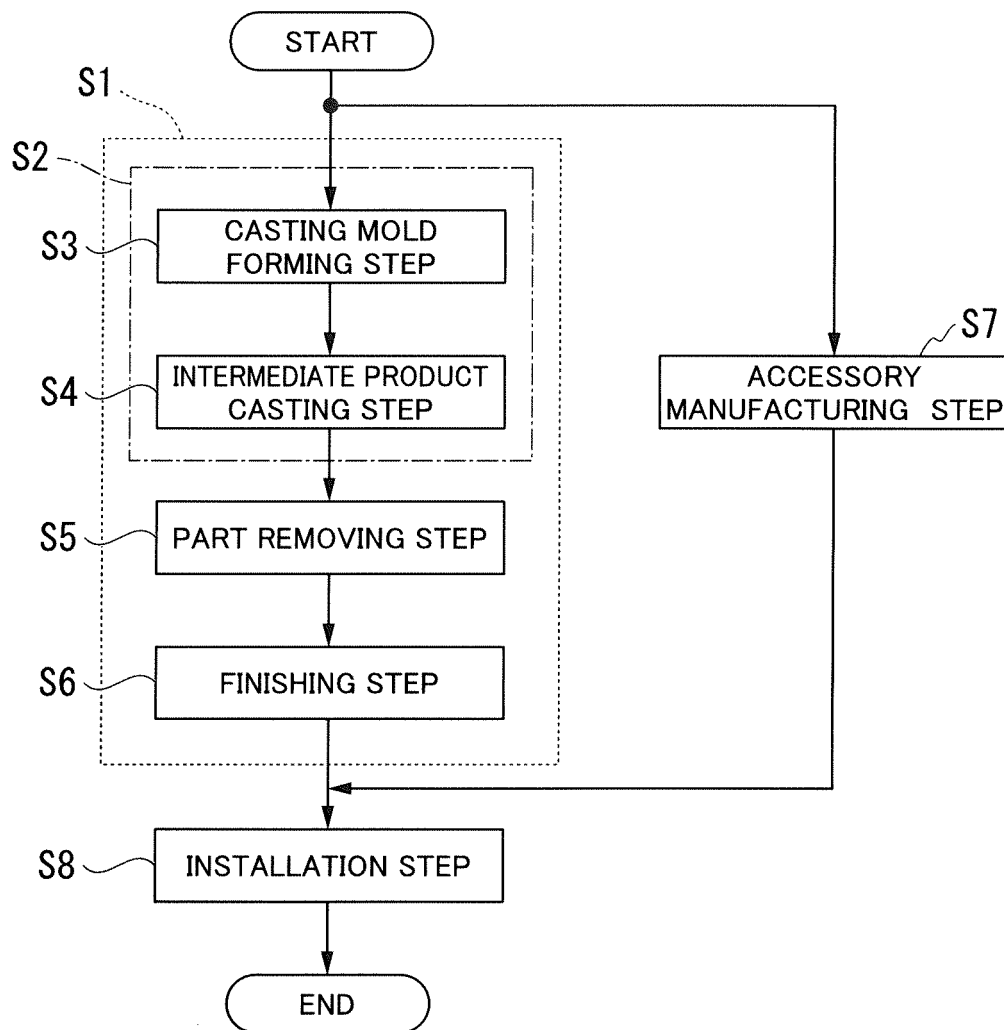 START
S1
S2
S3
CASTING MOLD
FORMING STEP
S4
INTERMEDIATE PRODUCT
CASTING STEP
S7
ACCESSORY
MANUFACTURING STEP
S5
PART REMOVING STEP
S6
FINISHING STEP
S8
INSTALLATION STEP
END